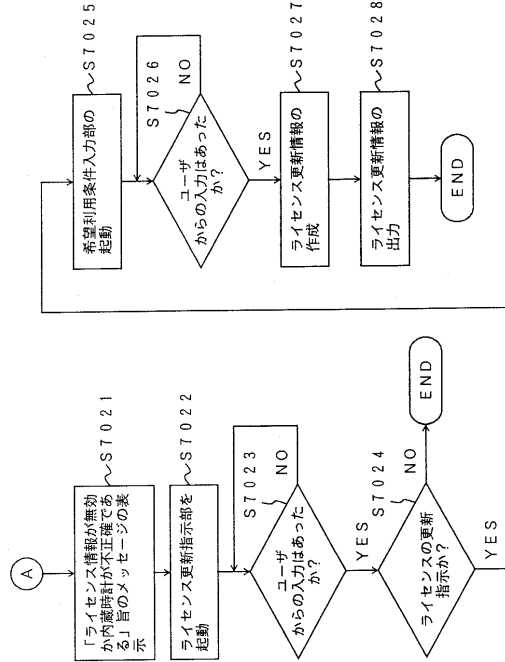 A
「ライセンス情報が無効
か内蔵時計が不正確であ
る」旨のメッセージの表
示
S7021
ライセンス更新指示部を
起動
S7022
ユーザ
からの入力はあった
か？
S7023
NO
YES
ライセンスの更新
指示か？
S7024
NO
END
YES
希望利用条件入力部の
起動
S7025
ユーザ
からの入力はあった
か？
S7026
NO
YES
ライセンス更新情報の
作成
S7027
ライセンス更新情報の
出力
S7028
END